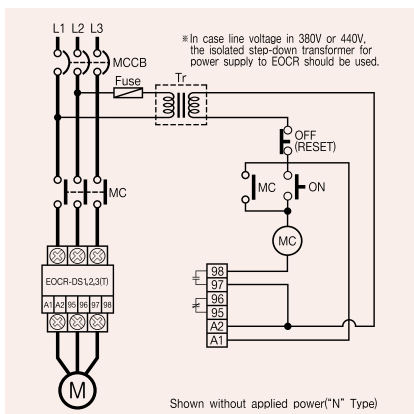 L1 L2 L3
※In case line voltage in 380V or 440V,
the isolated step-down transformer for
power supply to EOCR should be used.
MCCB
Fuse
Tr
OFF
(RESET)
MC
MC
ON
MC
98
97
96
95
A2
A1
EOCR-DS1,2,3(T)
A1 A2 95 96 97 98
M
Shown without applied power("N" Type)